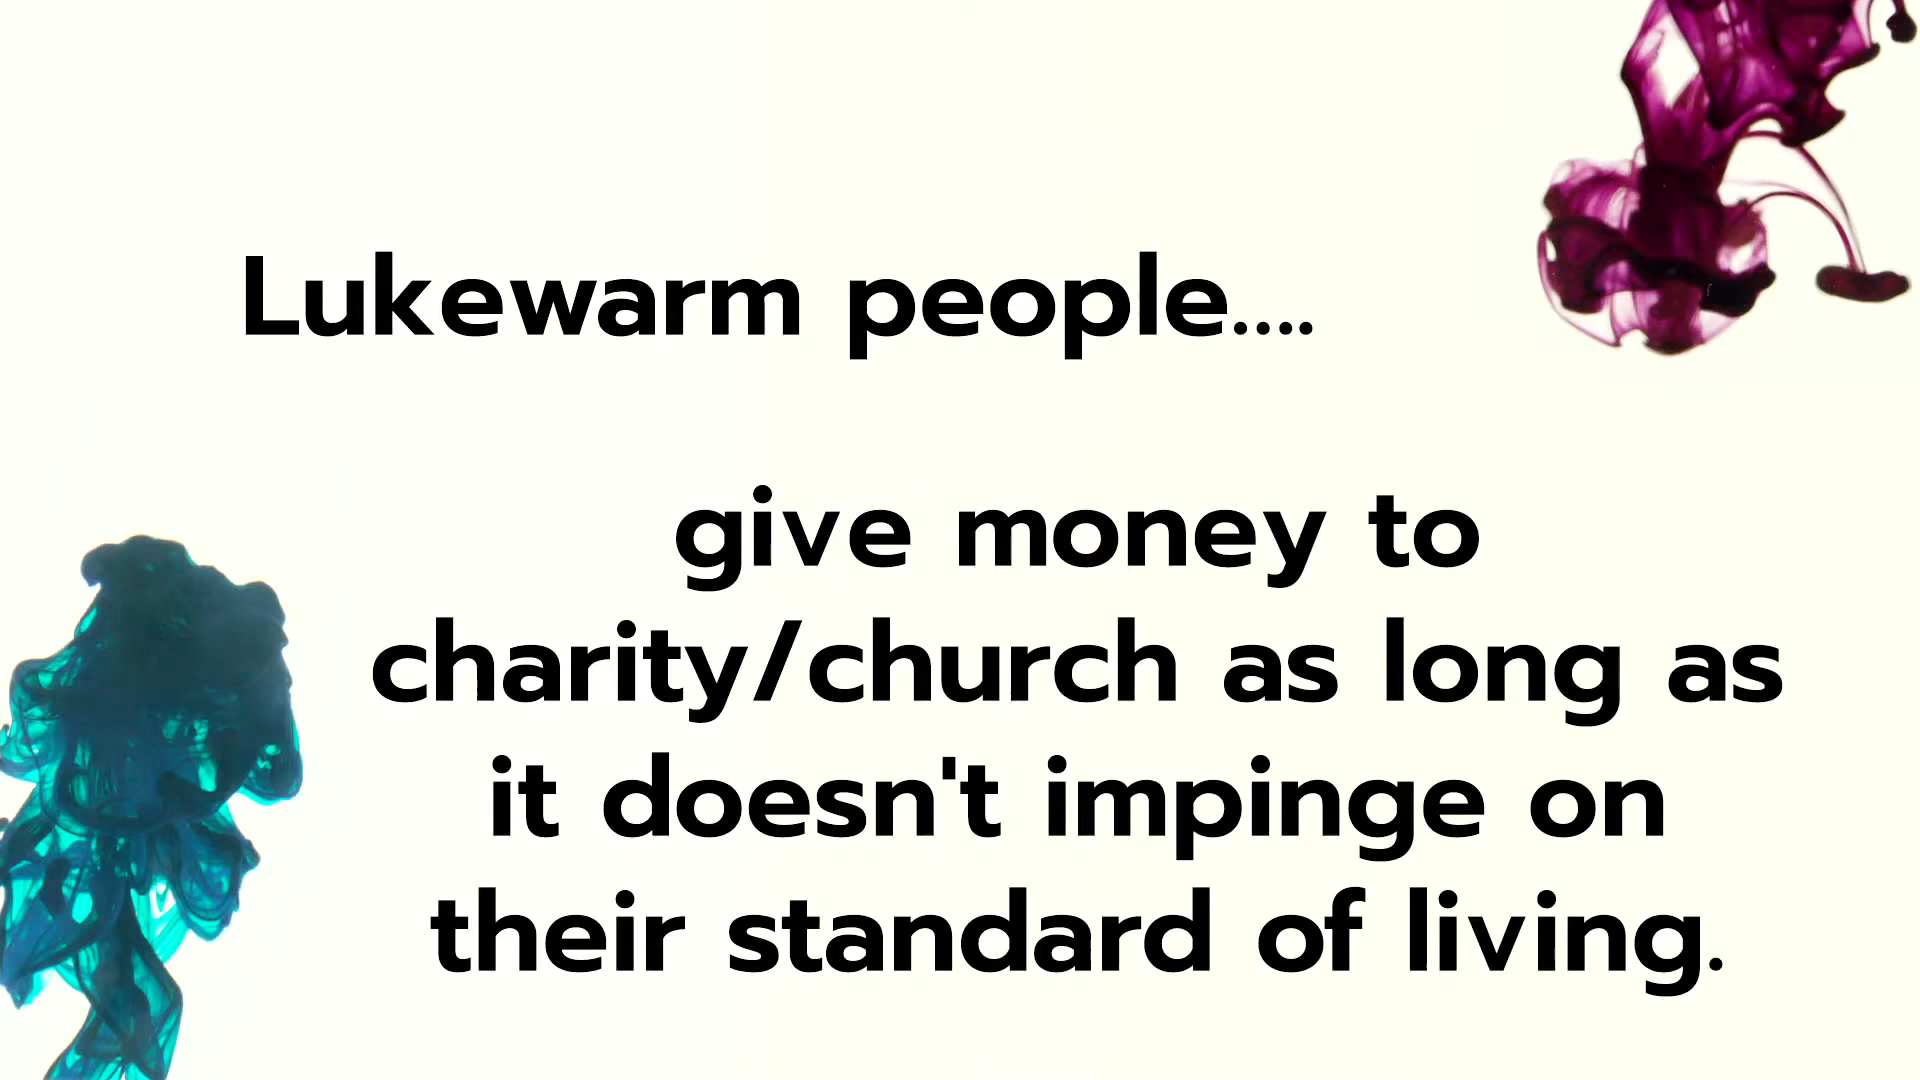 Lukewarm people....
give money to
charity/church as long as
it doesn't impinge on
their standard of living.